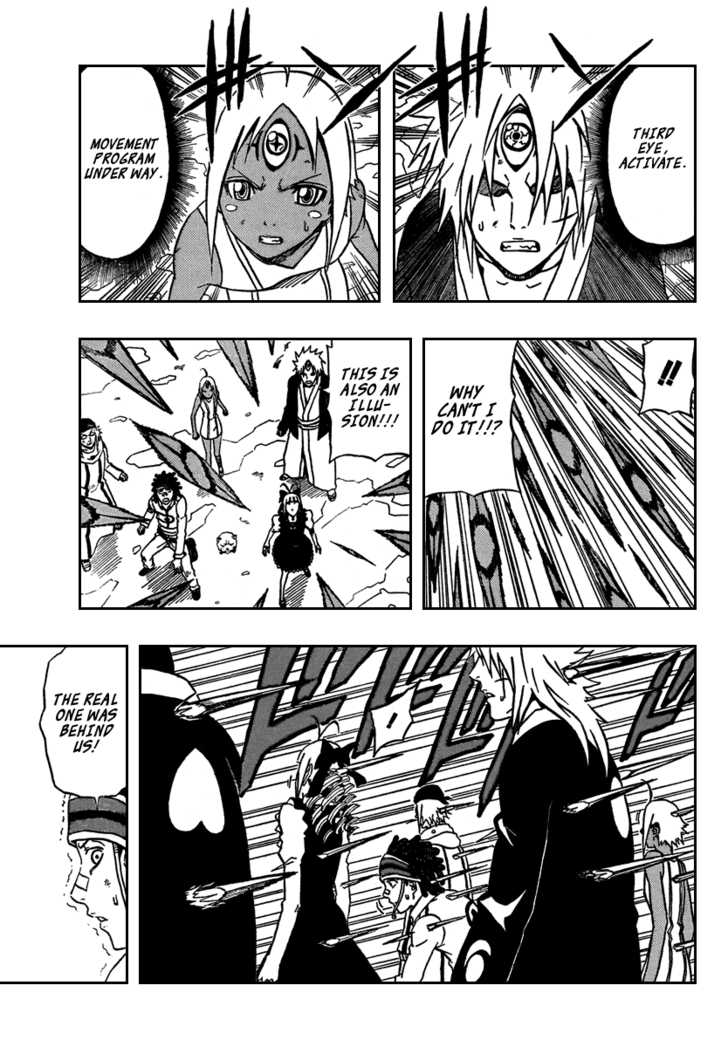 THIRD
EYE,
ACTIVATE.
MOVEMENT
PROGRAM
UNDER WAY.
!!
WHY
CAN'T I
DO IT!!!?
THIS IS
ALSO AN
ILLU-
SION!!!
THE REAL
ONE WAS
BEHIND
US!